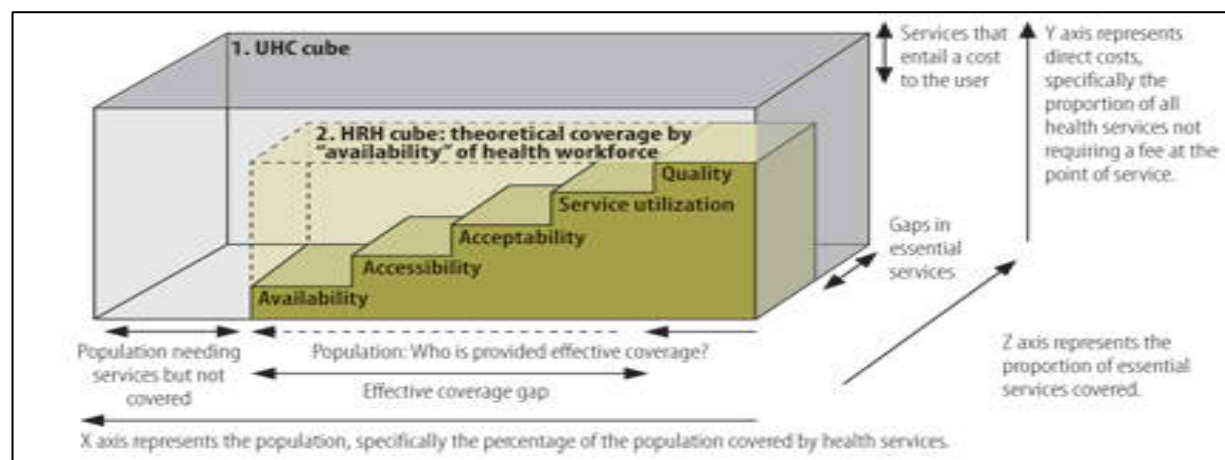 1. UHC cube
2. HRH cube: theoretical coverage by
"availability" of health workforce
Quality
Service utilization
Acceptability
Accessibility
Availability
Services that
entail a cost
to the user
Y axis represents
direct costs,
specifically the
proportion of all
health services not
requiring a fee at the
point of service.
Gaps in
essential
services
Z axis represents the
proportion of essential
services covered.
Population needing
services but not
covered
Population: Who is provided effective coverage?
Effective coverage gap
X axis represents the population, specifically the percentage of the population covered by health services.